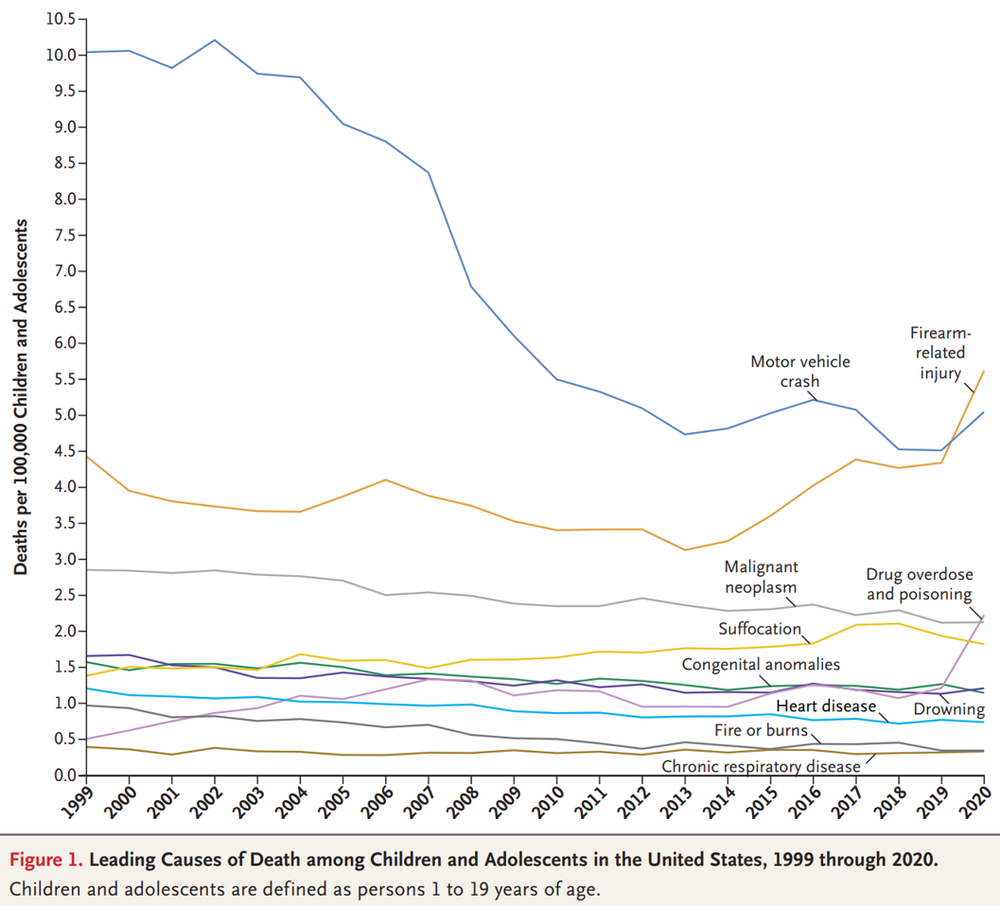 10.5
10.0
9.5
9.0
8.5
8.0
7.5
7.0
6.5
6.0
5.5
5.0
4.5
4.0
3.5
3.0
2.5
2.0
1.5
1.0
0.5
0.0
Deaths per 100,000 Children and Adolescents
Firearm-
related
injury
Motor vehicle
crash
Malignant
neoplasm
Drug overdose
and poisoning
Suffocation
Congenital anomalies
Heart disease
Drowning
Fire or burns
Chronic respiratory disease
1999
2000
2001
2002
2003
2004
2005
2006
2007
2008
2009
2010
2011
2012
2013
2014
2015
2016
2017
2018
2019
2020
Figure 1. Leading Causes of Death among Children and Adolescents in the United States, 1999 through 2020.
Children and adolescents are defined as persons 1 to 19 years of age.